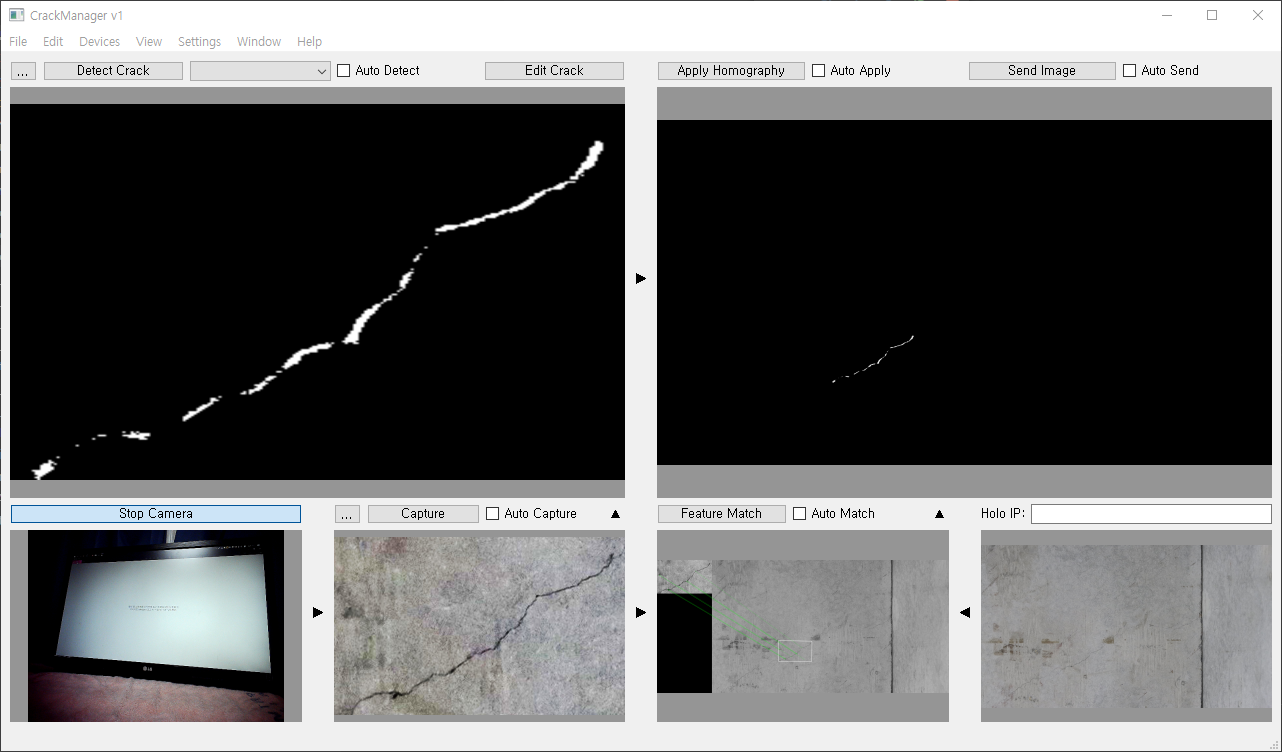 CrackManager v1
File Edit Devices View Settings Window Help
... Detect Crack Auto Detect Edit Crack Apply Homography Auto Apply Send Image Auto Send
Stop Camera ... Capture Auto Capture Feature Match Auto Match Holo IP:
LG